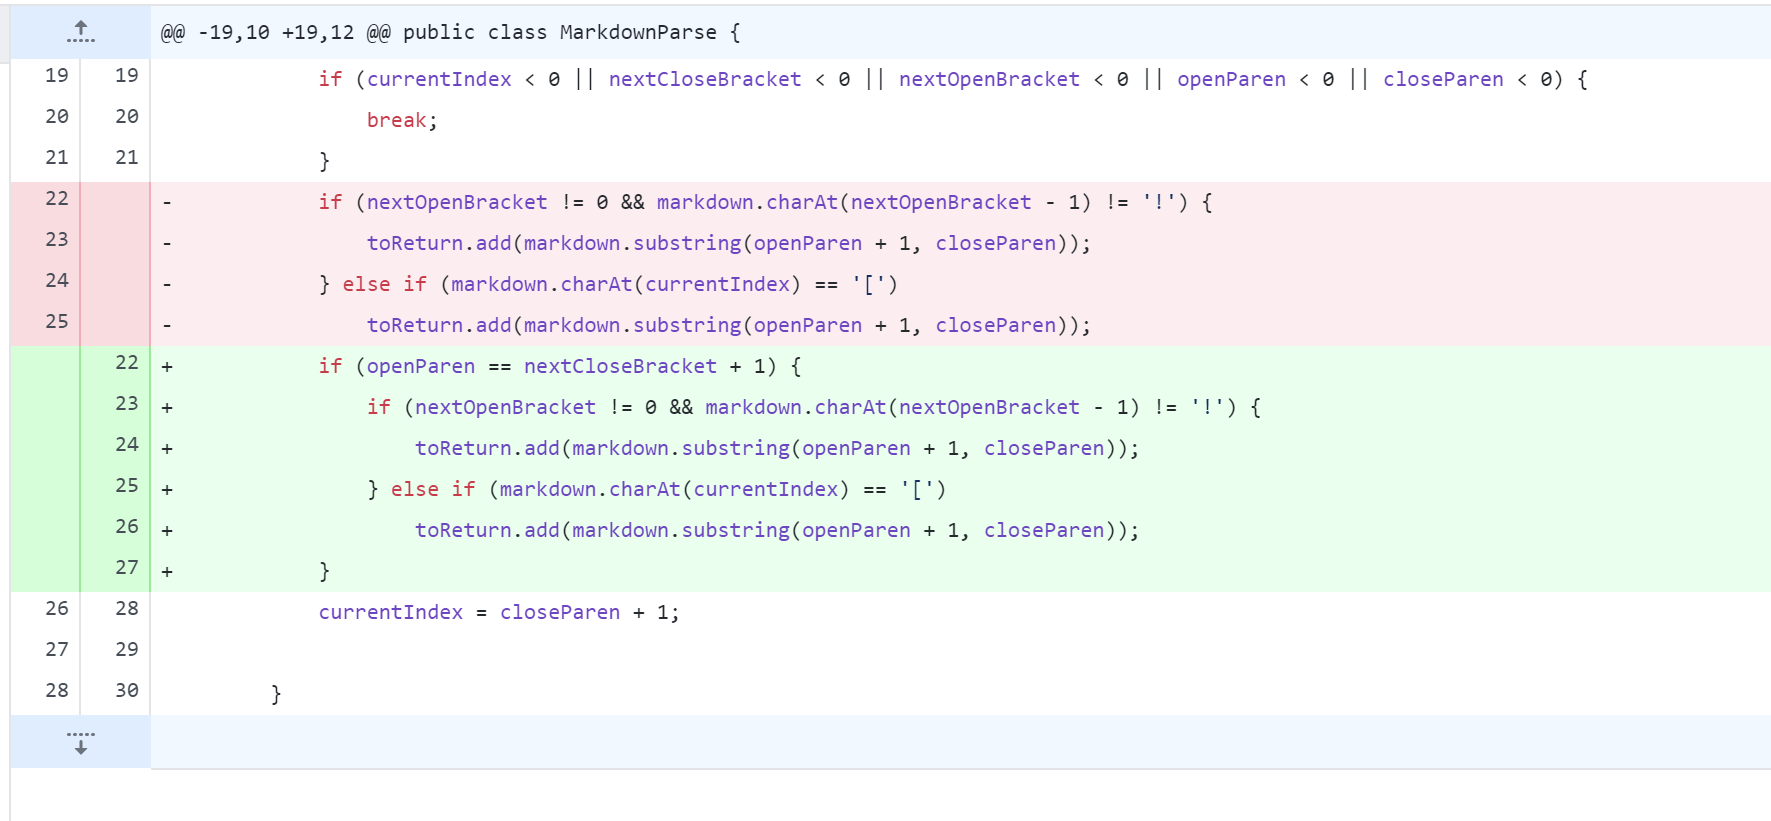 @@ -19,10 +19,12 @@ public class MarkdownParse {
19 19 if (currentIndex < 0 || nextCloseBracket < 0 || nextOpenBracket < 0 || openParen < 0 || closeParen < 0) {
20 20 break;
21 21 }
22 - if (nextOpenBracket != 0 && markdown.charAt(nextOpenBracket - 1) != '!') {
23 - toReturn.add(markdown.substring(openParen + 1, closeParen));
24 - } else if (markdown.charAt(currentIndex) == '[')
25 - toReturn.add(markdown.substring(openParen + 1, closeParen));
22 + if (openParen == nextCloseBracket + 1) {
23 + if (nextOpenBracket != 0 && markdown.charAt(nextOpenBracket - 1) != '!') {
24 + toReturn.add(markdown.substring(openParen + 1, closeParen));
25 + } else if (markdown.charAt(currentIndex) == '[')
26 + toReturn.add(markdown.substring(openParen + 1, closeParen));
27 + }
26 28 currentIndex = closeParen + 1;
27 29
28 30 }